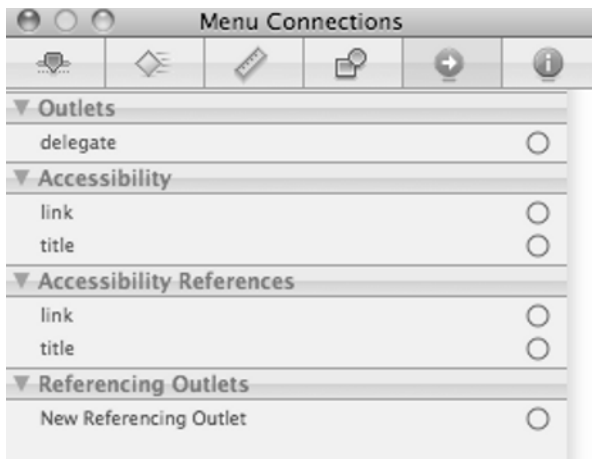 Menu Connections
Outlets
delegate
Accessibility
link
title
Accessibility References
link
title
Referencing Outlets
New Referencing Outlet